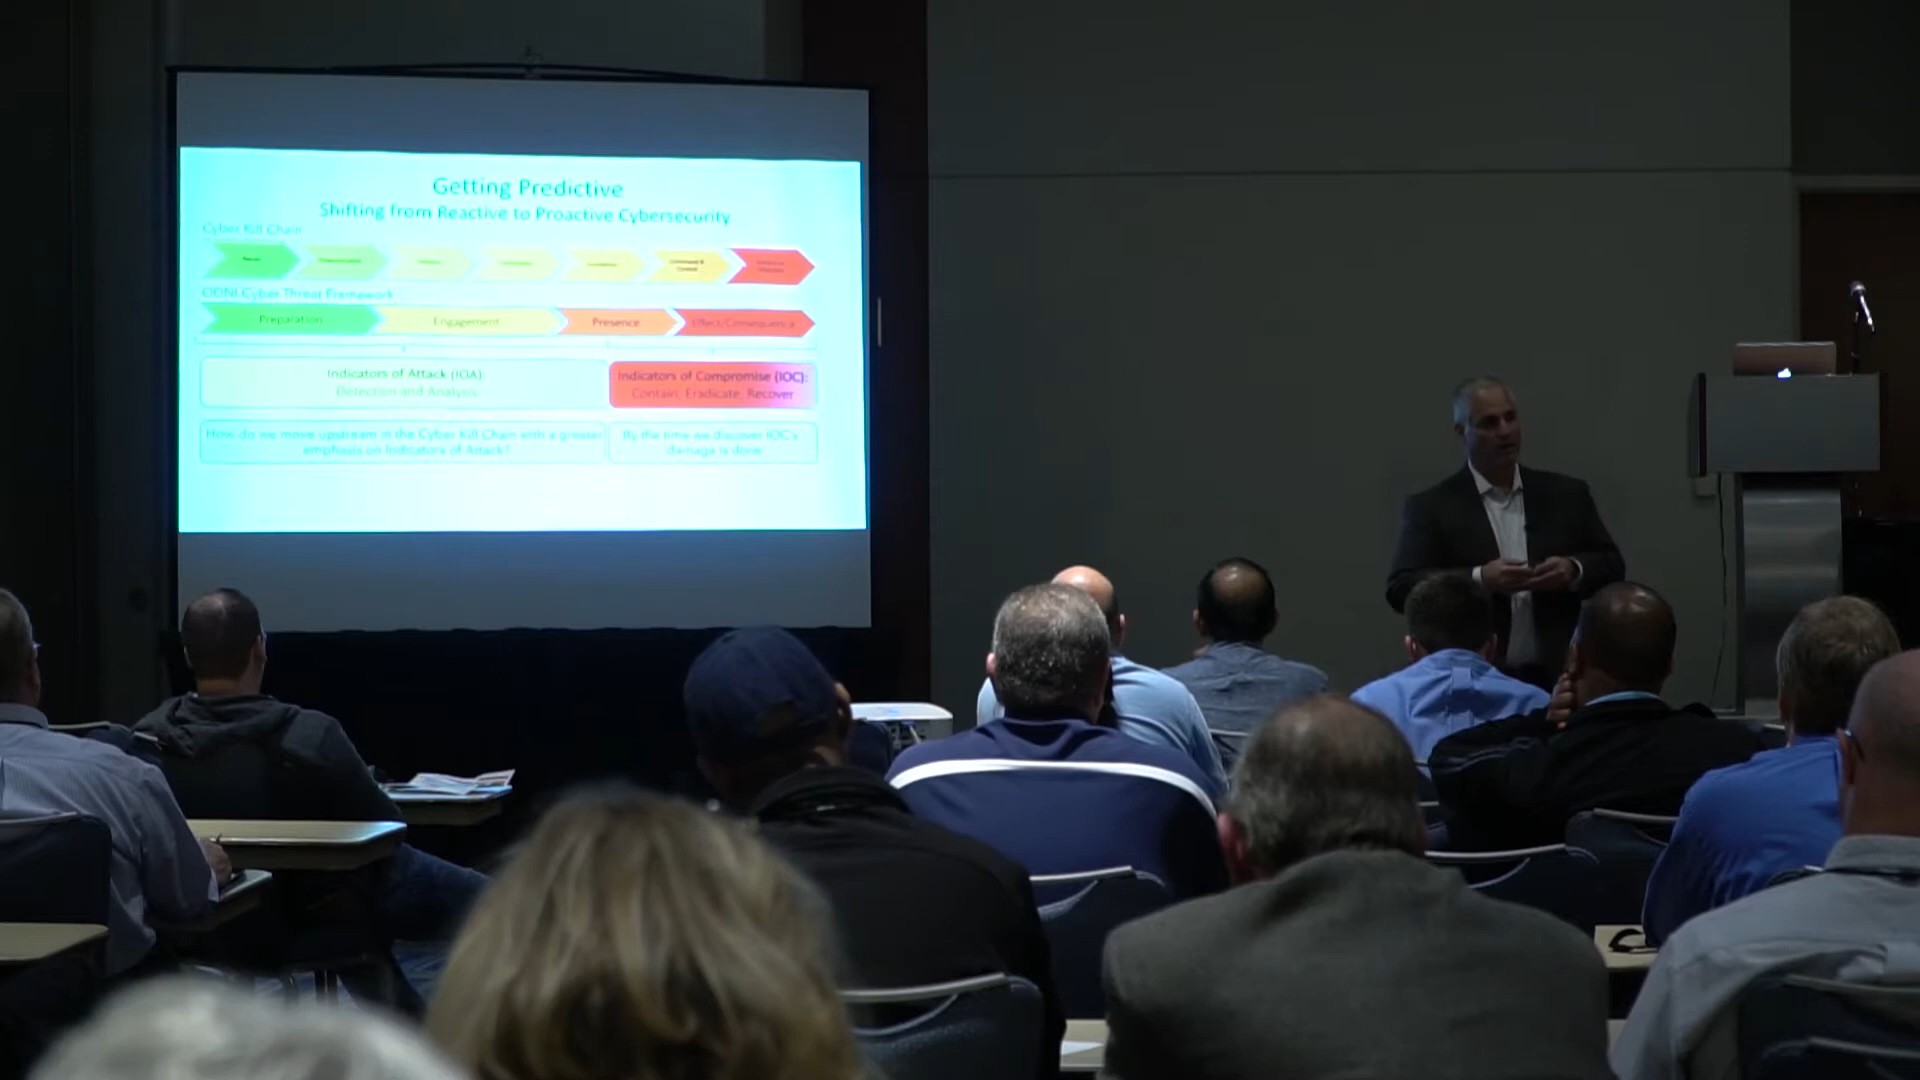 Getting Predictive
Shifting from Reactive to Proactive Cybersecurity
Cyber Kill Chain
Command & Control
ODNI Cyber Threat Framework
Preparation
Engagement
Presence
Effect/Consequence
Indicators of Attack (IOA):
Detection and Analysis
Indicators of Compromise (IOC):
Contain, Eradicate, Recover
How do we move upstream in the Cyber Kill Chain with a greater
emphasis on Indicators of Attack?
By the time we discover IOC's
damage is done